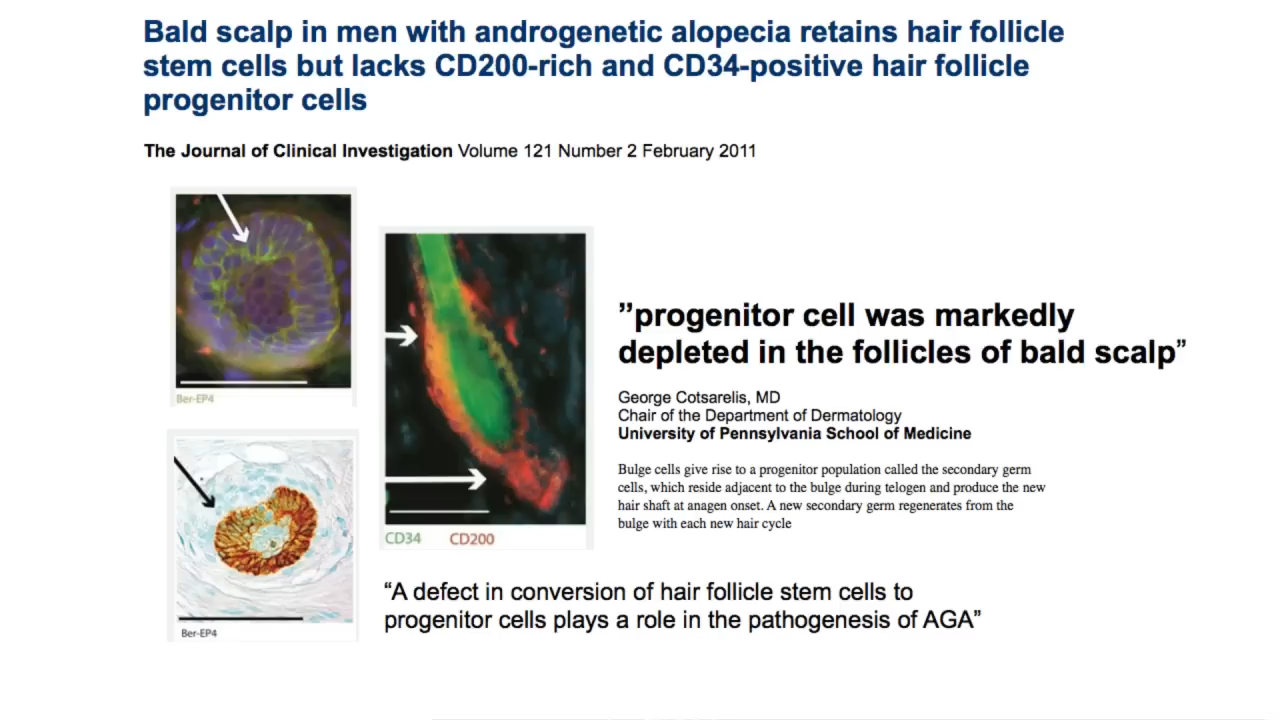 Bald scalp in men with androgenetic alopecia retains hair follicle
stem cells but lacks CD200-rich and CD34-positive hair follicle
progenitor cells
The Journal of Clinical Investigation Volume 121 Number 2 February 2011
Ber-EP4
Ber-EP4
CD34 CD200
”progenitor cell was markedly
depleted in the follicles of bald scalp”
George Cotsarelis, MD
Chair of the Department of Dermatology
University of Pennsylvania School of Medicine
Bulge cells give rise to a progenitor population called the secondary germ
cells, which reside adjacent to the bulge during telogen and produce the new
hair shaft at anagen onset. A new secondary germ regenerates from the
bulge with each new hair cycle
“A defect in conversion of hair follicle stem cells to
progenitor cells plays a role in the pathogenesis of AGA”